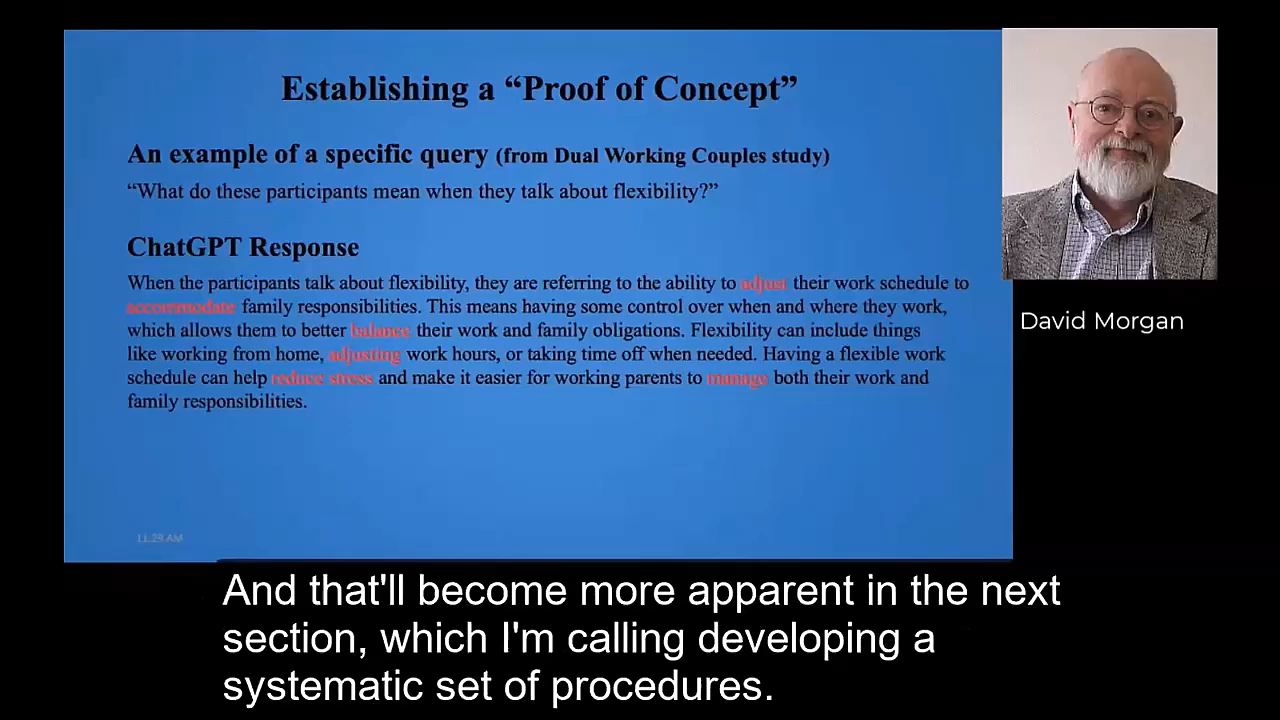 Establishing a “Proof of Concept”
An example of a specific query (from Dual Working Couples study)
“What do these participants mean when they talk about flexibility?”
ChatGPT Response
When the participants talk about flexibility, they are referring to the ability to adjust their work schedule to
accommodate family responsibilities. This means having some control over when and where they work,
which allows them to better balance their work and family obligations. Flexibility can include things
like working from home, adjusting work hours, or taking time off when needed. Having a flexible work
schedule can help reduce stress and make it easier for working parents to manage both their work and
family responsibilities.
11:29 AM
David Morgan
And that'll become more apparent in the next
section, which I'm calling developing a
systematic set of procedures.